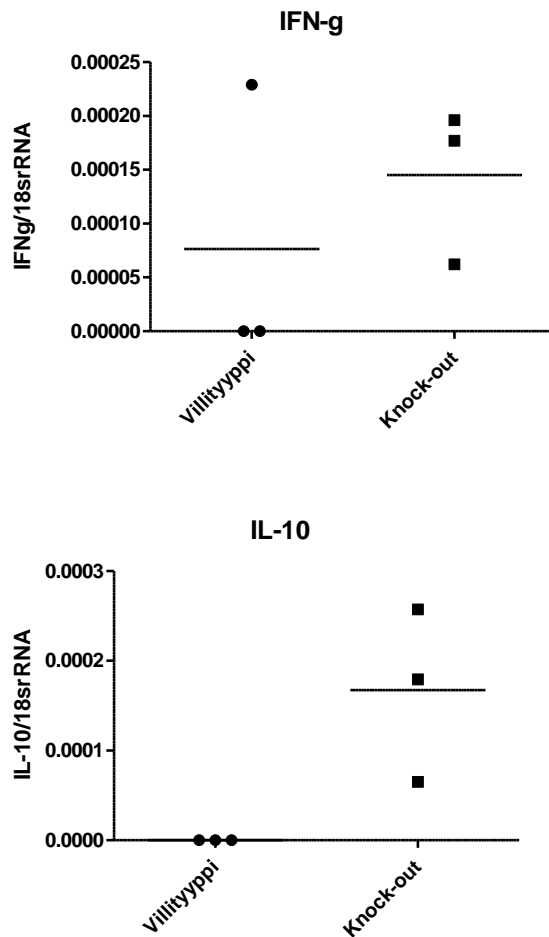 IFN-g
0.00025
0.00020
0.00015
0.00010
0.00005
0.00000
IFNg/18srRNA
Villityyppi
Knock-out
IL-10
0.0003
0.0002
0.0001
0.0000
IL-10/18srRNA
Villityyppi
Knock-out